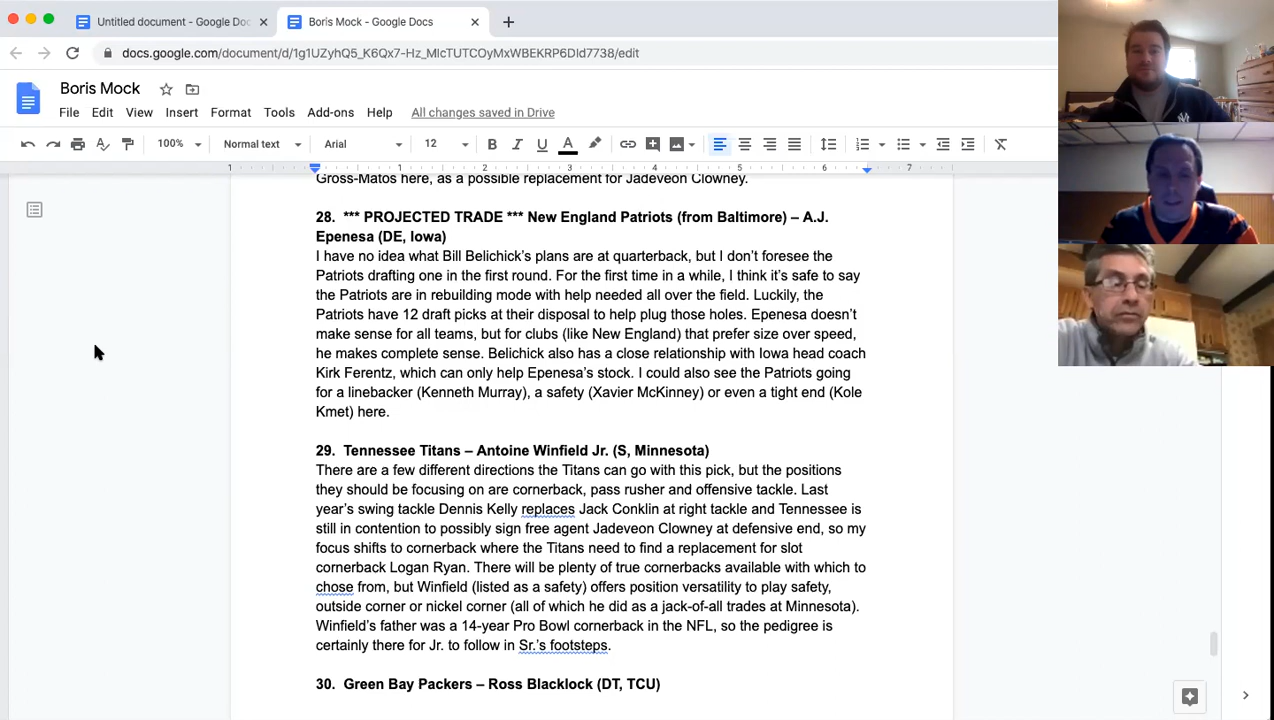 Untitled document - Google Doc
Boris Mock - Google Docs
docs.google.com/document/d/1g1UZyhQ5_K6Qx7-Hz_MlcTUTCOyMxWBEKRP6Dld7738/edit
Boris Mock
File Edit View Insert Format Tools Add-ons Help All changes saved in Drive
100% Normal text Arial 12 B I U A
1 1 2 3 4 5 6 7
Gross-Matos here, as a possible replacement for Jadeveon Clowney.
28. *** PROJECTED TRADE *** New England Patriots (from Baltimore) – A.J.
Epenesa (DE, Iowa)
I have no idea what Bill Belichick's plans are at quarterback, but I don't foresee the
Patriots drafting one in the first round. For the first time in a while, I think it's safe to say
the Patriots are in rebuilding mode with help needed all over the field. Luckily, the
Patriots have 12 draft picks at their disposal to help plug those holes. Epenesa doesn't
make sense for all teams, but for clubs (like New England) that prefer size over speed,
he makes complete sense. Belichick also has a close relationship with Iowa head coach
Kirk Ferentz, which can only help Epenesa's stock. I could also see the Patriots going
for a linebacker (Kenneth Murray), a safety (Xavier McKinney) or even a tight end (Kole
Kmet) here.
29. Tennessee Titans – Antoine Winfield Jr. (S, Minnesota)
There are a few different directions the Titans can go with this pick, but the positions
they should be focusing on are cornerback, pass rusher and offensive tackle. Last
year's swing tackle Dennis Kelly replaces Jack Conklin at right tackle and Tennessee is
still in contention to possibly sign free agent Jadeveon Clowney at defensive end, so my
focus shifts to cornerback where the Titans need to find a replacement for slot
cornerback Logan Ryan. There will be plenty of true cornerbacks available with which to
chose from, but Winfield (listed as a safety) offers position versatility to play safety,
outside corner or nickel corner (all of which he did as a jack-of-all trades at Minnesota).
Winfield's father was a 14-year Pro Bowl cornerback in the NFL, so the pedigree is
certainly there for Jr. to follow in Sr.'s footsteps.
30. Green Bay Packers – Ross Blacklock (DT, TCU)